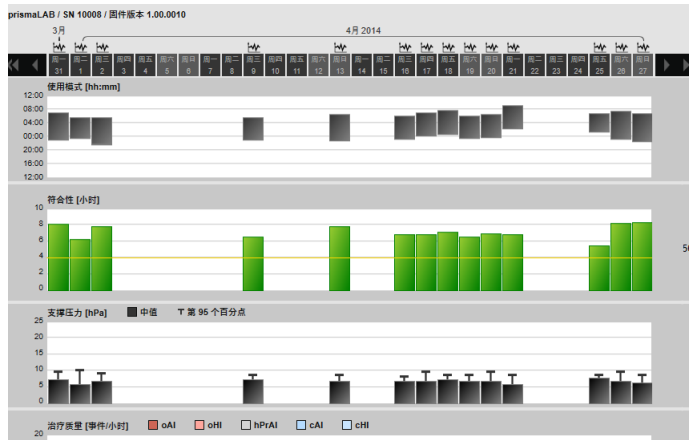 prismaLAB / SN 10008 / 固件版本 1.00.0010
3月 4月 2014
周一 周二 周三 周四 周五 周六 周日 周一 周二 周三 周四 周五 周六 周日 周一 周二 周三 周四 周五 周六 周日 周一 周二 周三 周四 周五 周六 周日
31 1 2 3 4 5 6 7 8 9 10 11 12 13 14 15 16 17 18 19 20 21 22 23 24 25 26 27
使用模式 [hh:mm]
12:00
08:00
04:00
00:00
20:00
16:00
12:00
符合性 [小时]
10
8
6
4
2
0
50
支撑压力 [hPa] 中值 第 95 个百分点
25
20
15
10
5
0
治疗质量 [事件/小时] oAI oHI hPrAI cAI cHI
20